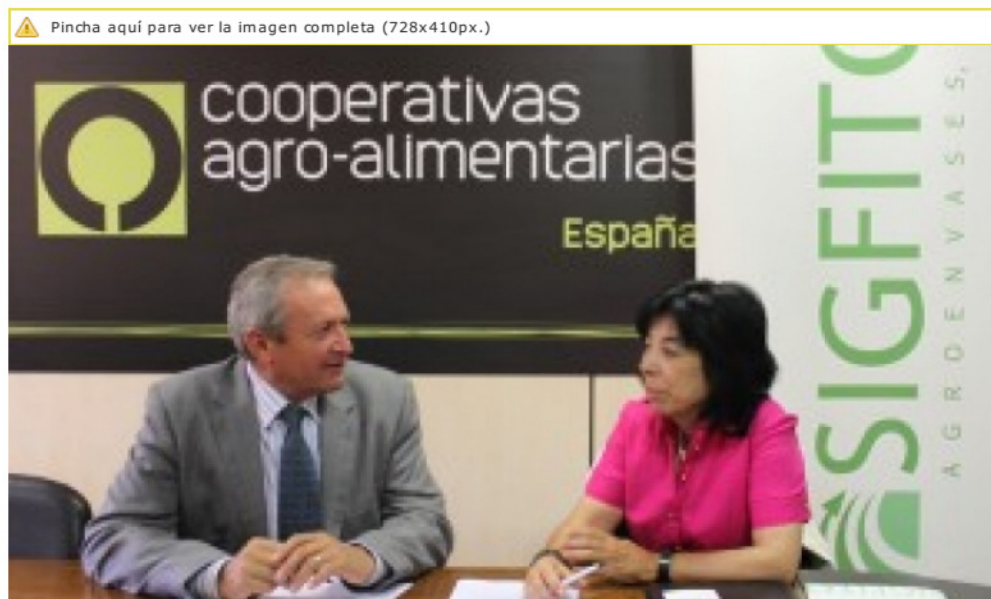 Pincha aquí para ver la imagen completa (728x410px.)
cooperativas
agro-alimentarias
España
SIGFITO
AGROENVASES,